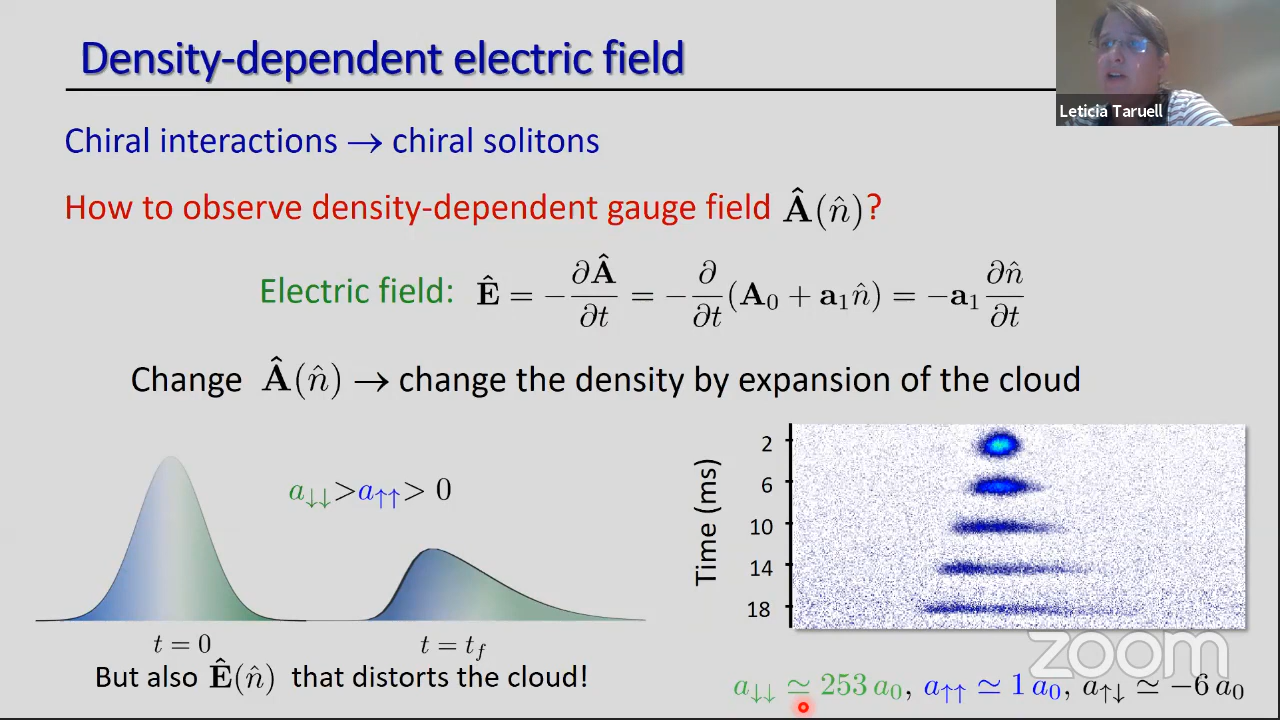 Density-dependent electric field
Leticia Taruell
Chiral interactions → chiral solitons
How to observe density-dependent gauge field Â(n̂)?
Electric field: Ê = −∂Â/∂t = −∂/∂t(A₀ + a₁n̂) = −a₁ ∂n̂/∂t
Change Â(n̂) → change the density by expansion of the cloud
a↓↓>a↑↑> 0
t = 0
t = t_f
But also Ê(n̂) that distorts the cloud!
Time (ms)
2
6
10
14
18
zoom
a↓↓ ≃ 253 a₀, a↑↑ ≃ 1 a₀, a↑↓ ≃ −6 a₀